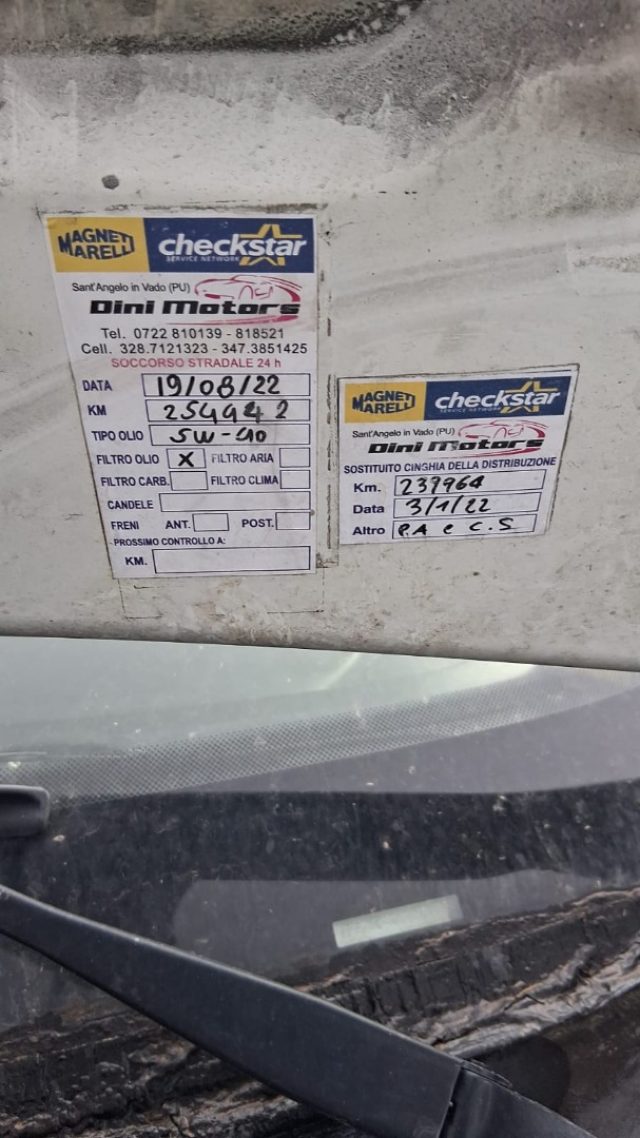 MAGNETI MARELLI checkstar
SERVICE NETWORK
Sant'Angelo in Vado (PU)
Dini Motors
Tel. 0722 810139 - 818521
Cell. 328.7121323 - 347.3851425
SOCCORSO STRADALE 24 h
DATA 19/08/22
KM 254942
TIPO OLIO 5W-40
FILTRO OLIO X FILTRO ARIA
FILTRO CARB. FILTRO CLIMA
CANDELE
FRENI ANT. POST.
PROSSIMO CONTROLLO A:
KM.
MAGNETI MARELLI checkstar
SERVICE NETWORK
Sant'Angelo in Vado (PU)
Dini Motors
SOSTITUITO CINGHIA DELLA DISTRIBUZIONE
Km. 239964
Data 3/1/22
Altro P.A e C.S